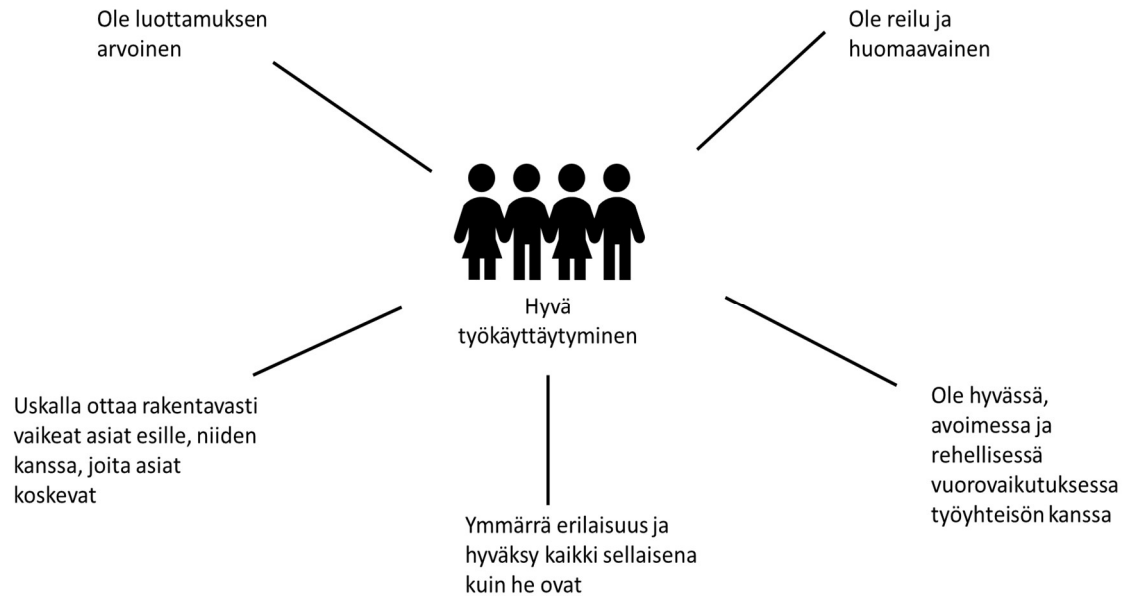 Ole luottamuksen
arvoinen
Ole reilu ja
huomaavainen
Hyvä
työkäyttäytyminen
Uskalla ottaa rakentavasti
vaikeat asiat esille, niiden
kanssa, joita asiat
koskevat
Ole hyvässä,
avoimessa ja
rehellisessä
vuorovaikutuksessa
työyhteisön kanssa
Ymmärrä erilaisuus ja
hyväksy kaikki sellaisena
kuin he ovat